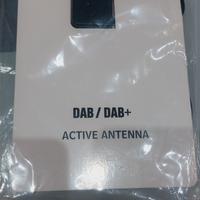 DAB / DAB+
ACTIVE ANTENNA